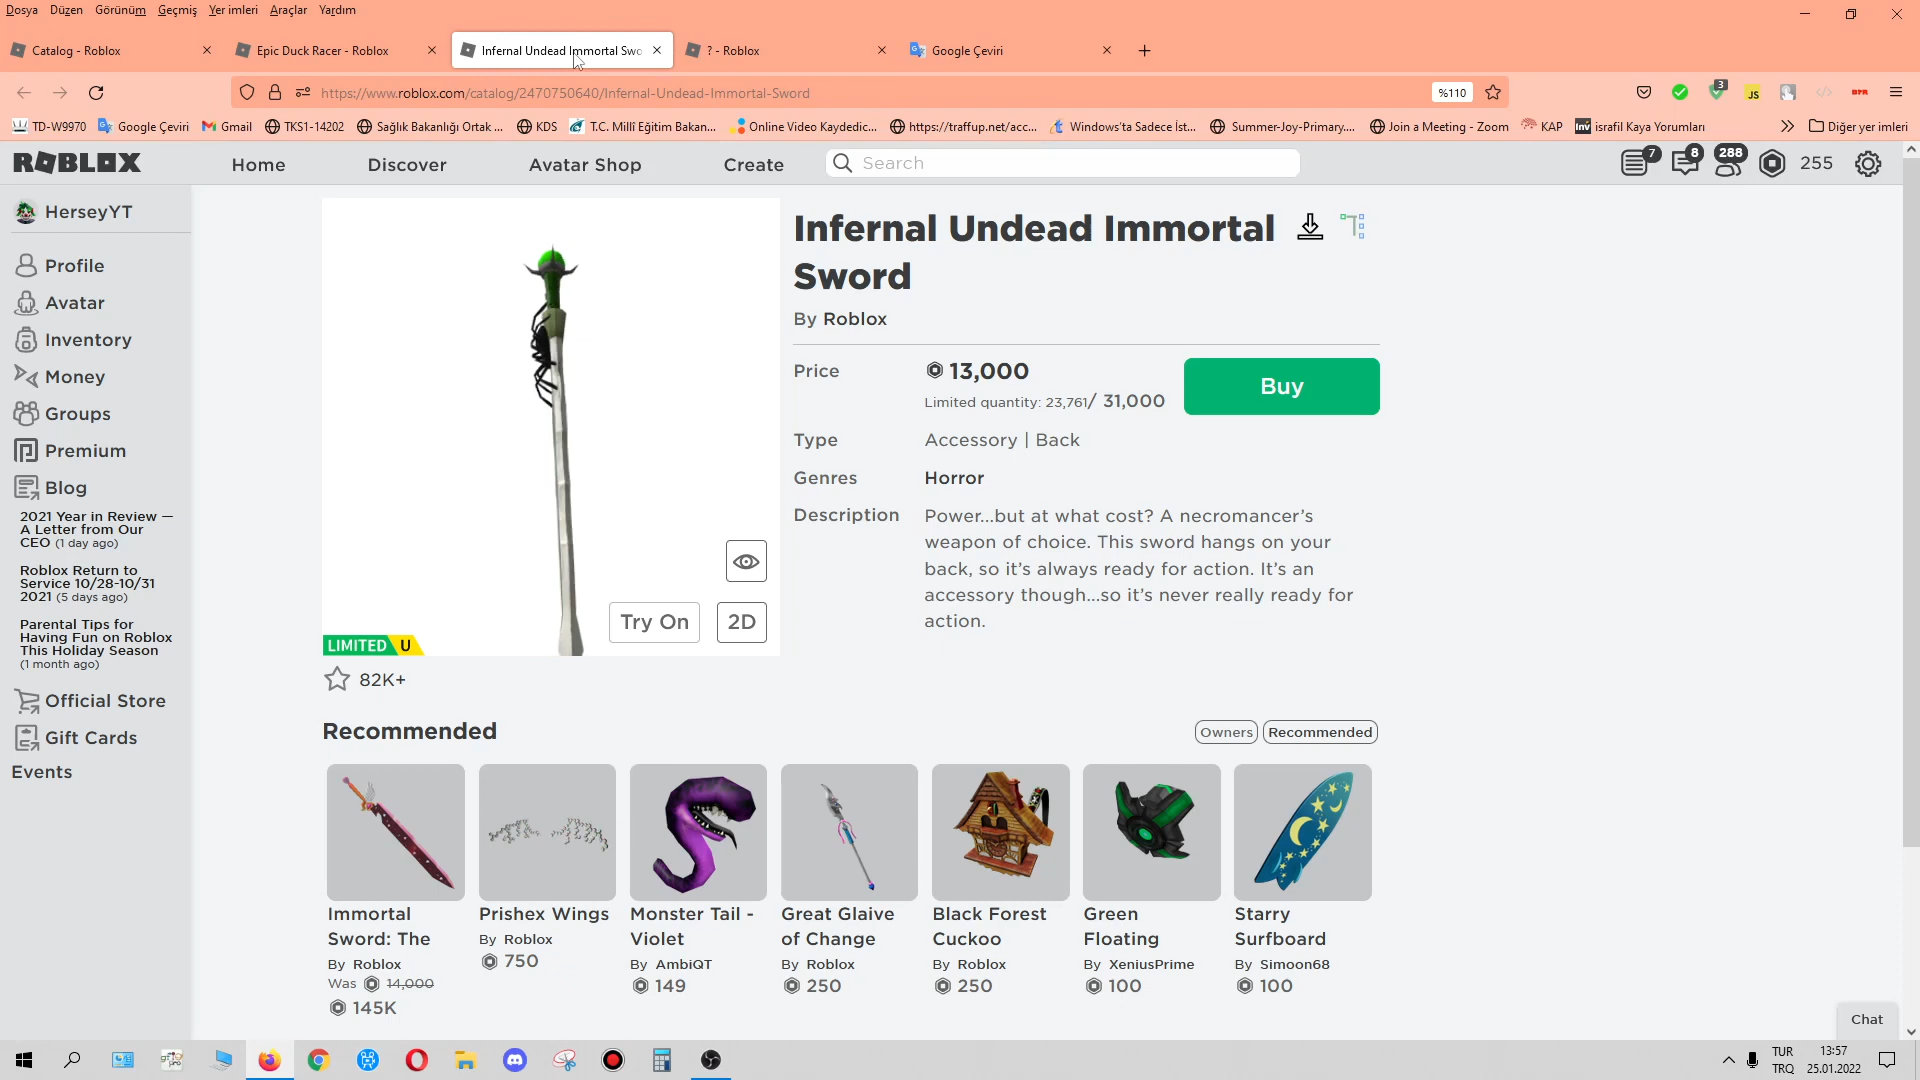 Dosya Düzen Görünüm Geçmiş Yer imleri Araçlar Yardım
Catalog - Roblox
Epic Duck Racer - Roblox
Infernal Undead Immortal Swo
? - Roblox
Google Çeviri
https://www.roblox.com/catalog/2470750640/Infernal-Undead-Immortal-Sword
%110
3
JS
TD-W9970
Google Çeviri
Gmail
TKS1-14202
Sağlık Bakanlığı Ortak ...
KDS
T.C. Millî Eğitim Bakan...
Online Video Kaydedic...
https://traffup.net/acc...
Windows'ta Sadece İst...
Summer-Joy-Primary....
Join a Meeting - Zoom
KAP
Inv
israfil Kaya Yorumları
Diğer yer imleri
ROBLOX
Home
Discover
Avatar Shop
Create
Search
7
8
288
255
HerseyYT
Profile
Avatar
Inventory
Money
Groups
Premium
Blog
2021 Year in Review —
A Letter from Our
CEO (1 day ago)
Roblox Return to
Service 10/28-10/31
2021 (5 days ago)
Parental Tips for
Having Fun on Roblox
This Holiday Season
(1 month ago)
Official Store
Gift Cards
Events
Try On
2D
LIMITED U
82K+
Infernal Undead Immortal
Sword
By Roblox
Price
13,000
Limited quantity: 23,761/ 31,000
Buy
Type
Accessory | Back
Genres
Horror
Description
Power...but at what cost? A necromancer’s
weapon of choice. This sword hangs on your
back, so it’s always ready for action. It’s an
accessory though...so it’s never really ready for
action.
Recommended
Owners
Recommended
Immortal
Sword: The
By Roblox
Was 14,000
145K
Prishex Wings
By Roblox
750
Monster Tail -
Violet
By AmbiQT
149
Great Glaive
of Change
By Roblox
250
Black Forest
Cuckoo
By Roblox
250
Green
Floating
By XeniusPrime
100
Starry
Surfboard
By Simoon68
100
Chat
TUR
TRQ
13:57
25.01.2022